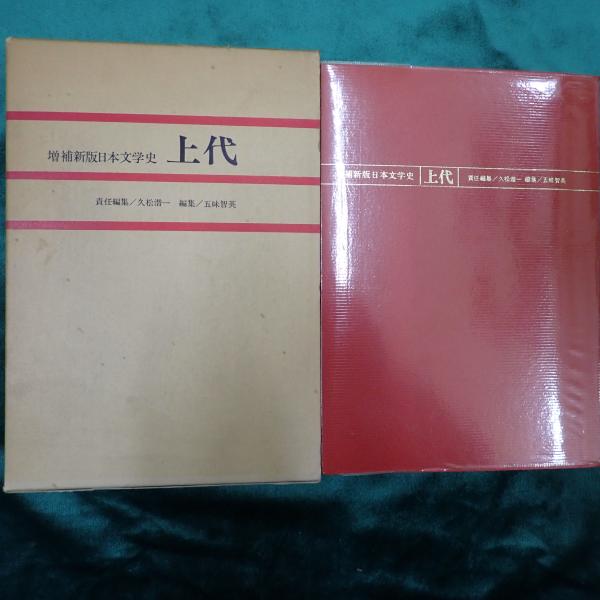 増補新版日本文学史 上代
責任編集／久松潜一 編集／五味智英
補新版日本文学史 上代 責任編集／久松潜一 編集／五味智英